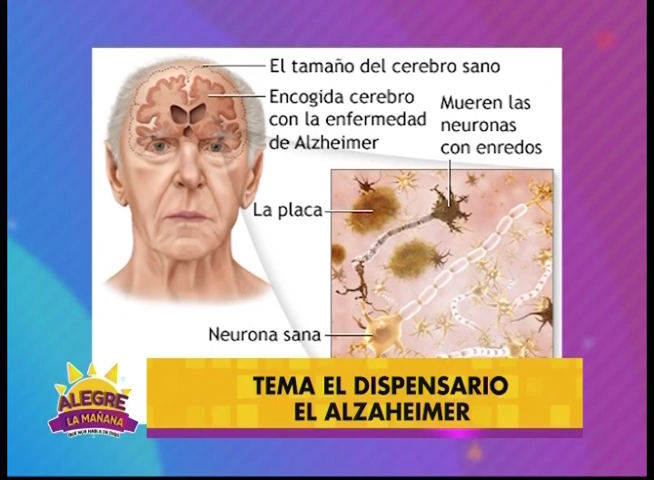 El tamaño del cerebro sano
Encogida cerebro
con la enfermedad
de Alzheimer
Mueren las
neuronas
con enredos
La placa
Neurona sana
TEMA EL DISPENSARIO
EL ALZAHEIMER
ALEGRE
LA MAÑANA